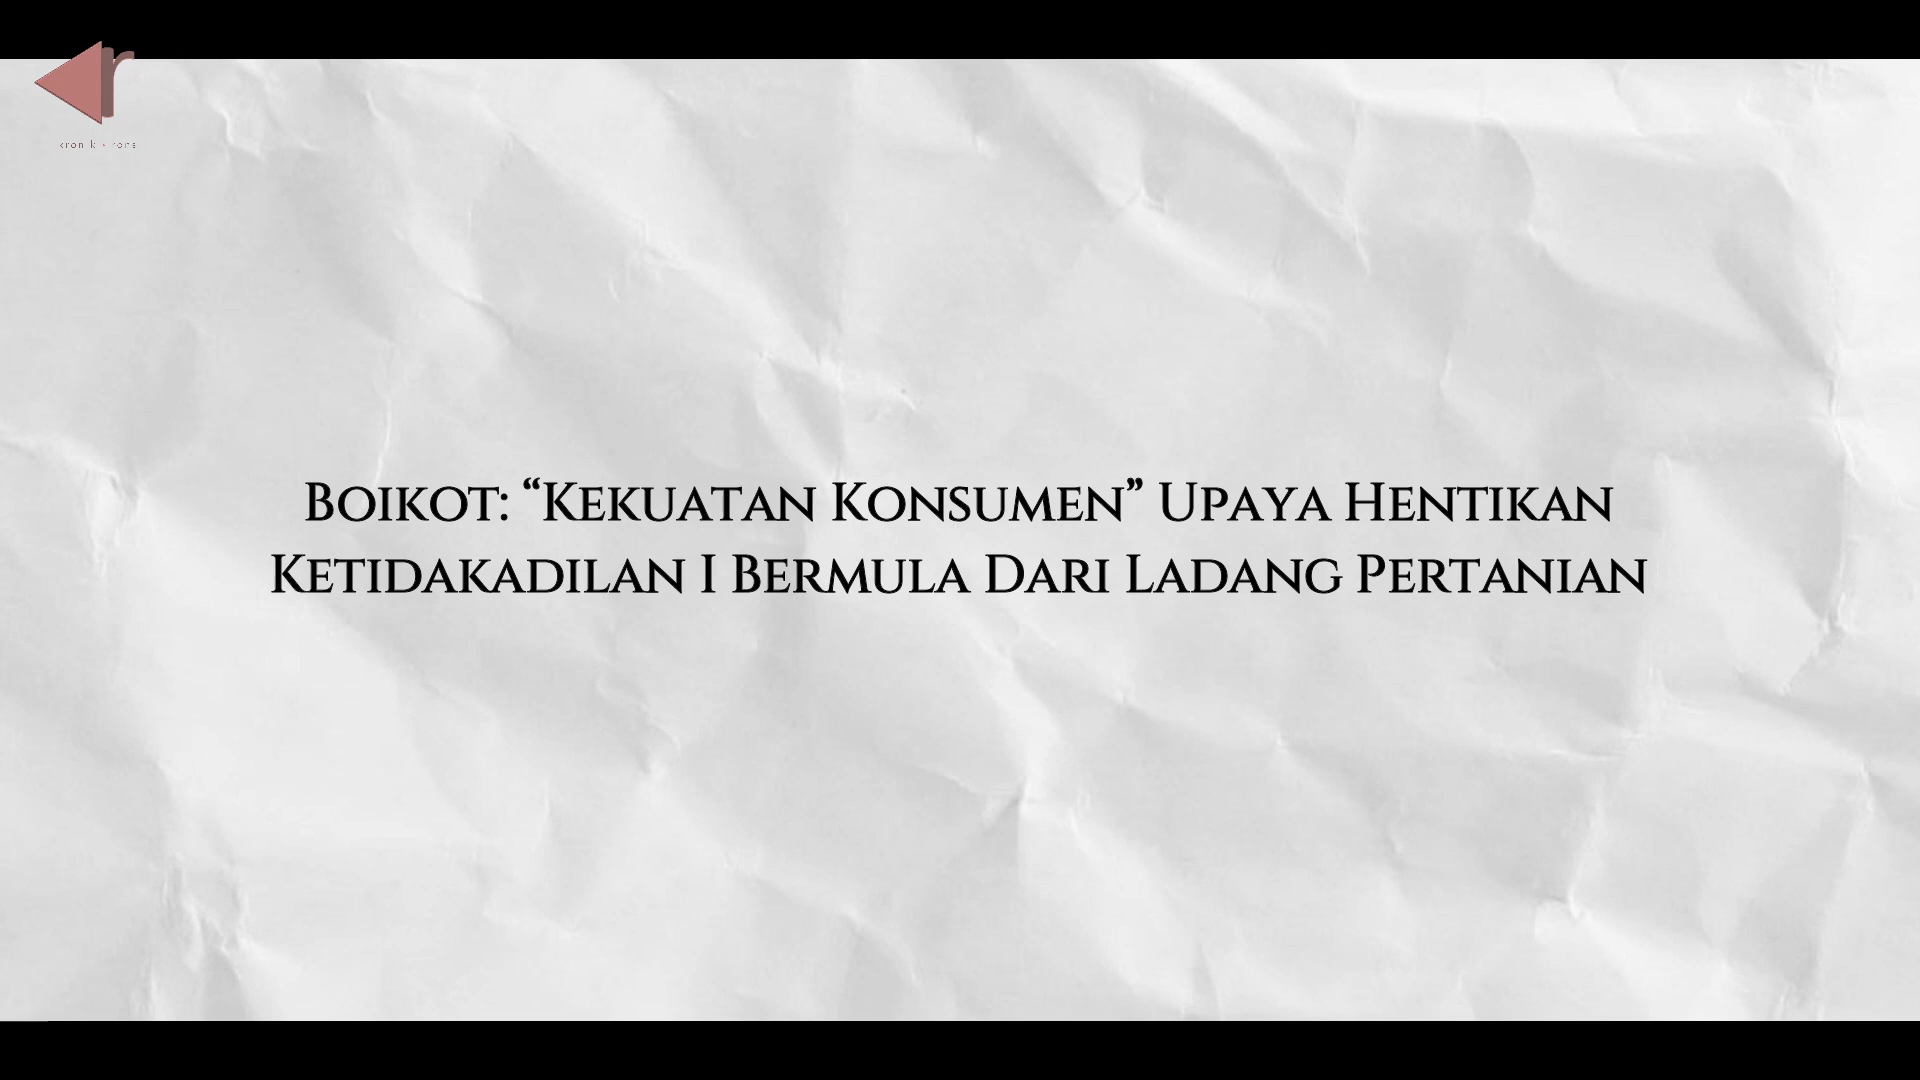 Boikot: “Kekuatan Konsumen” Upaya Hentikan
Ketidakadilan I Bermula Dari Ladang Pertanian